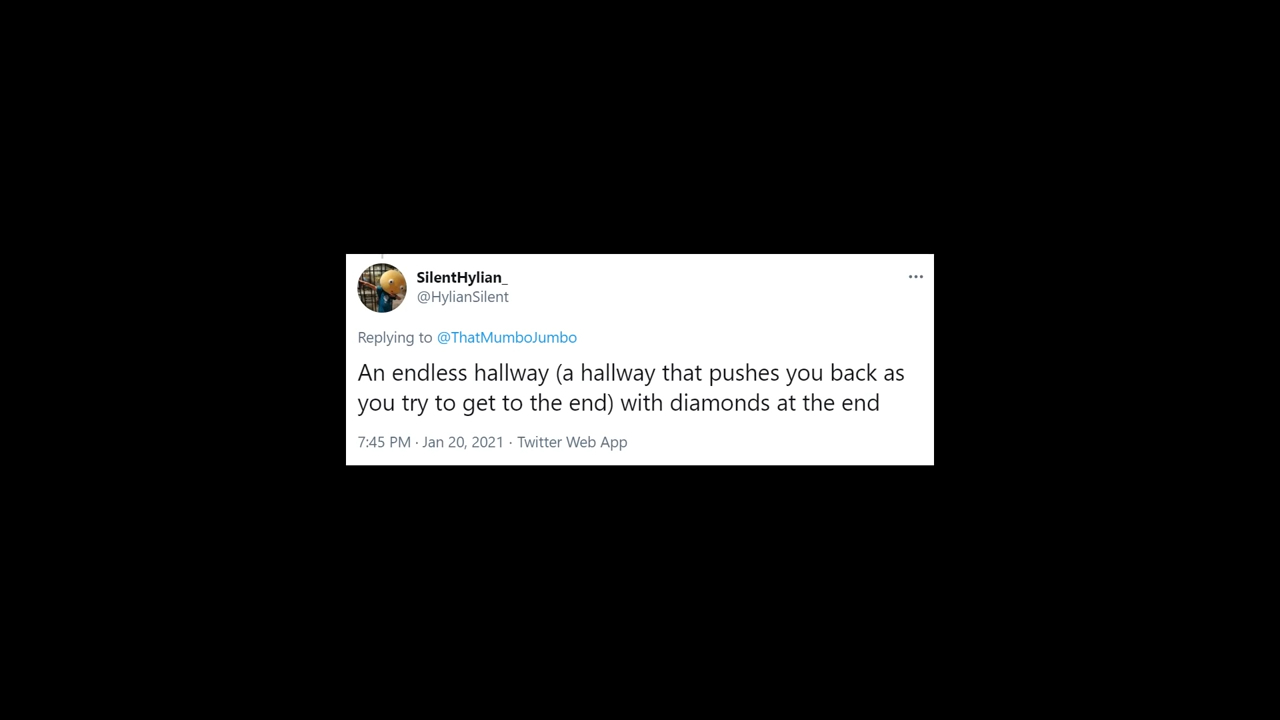 SilentHylian_
@HylianSilent
Replying to @ThatMumboJumbo
An endless hallway (a hallway that pushes you back as
you try to get to the end) with diamonds at the end
7:45 PM · Jan 20, 2021 · Twitter Web App